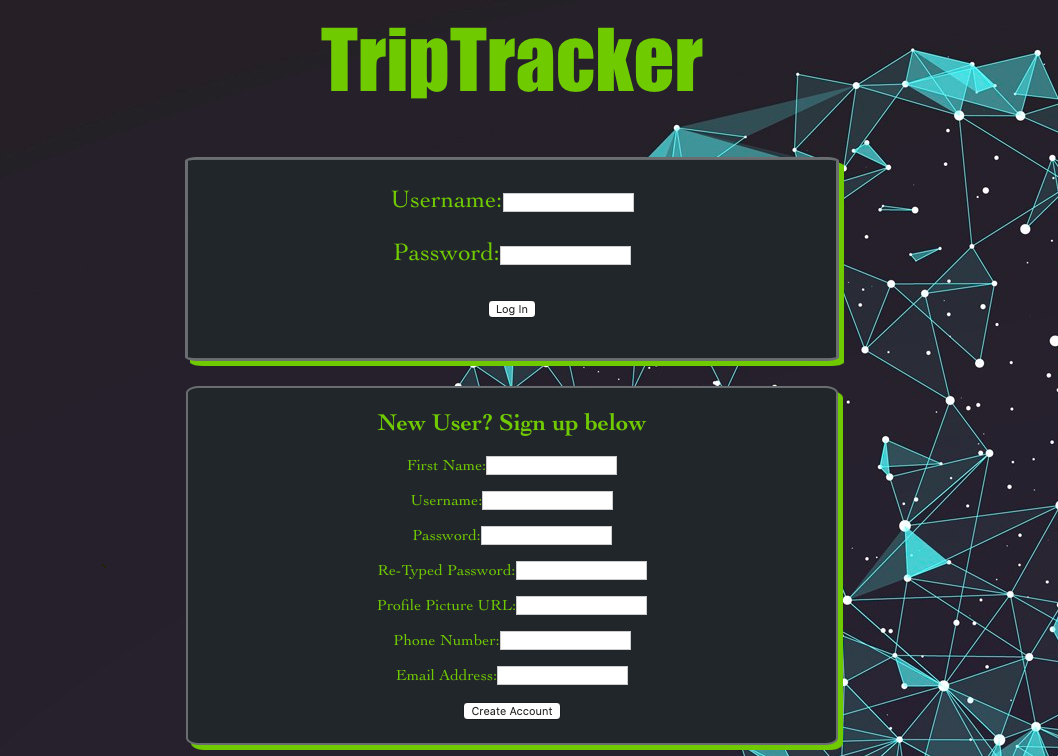 TripTracker
Username:
Password:
Log In
New User? Sign up below
First Name:
Username:
Password:
Re-Typed Password:
Profile Picture URL:
Phone Number:
Email Address:
Create Account